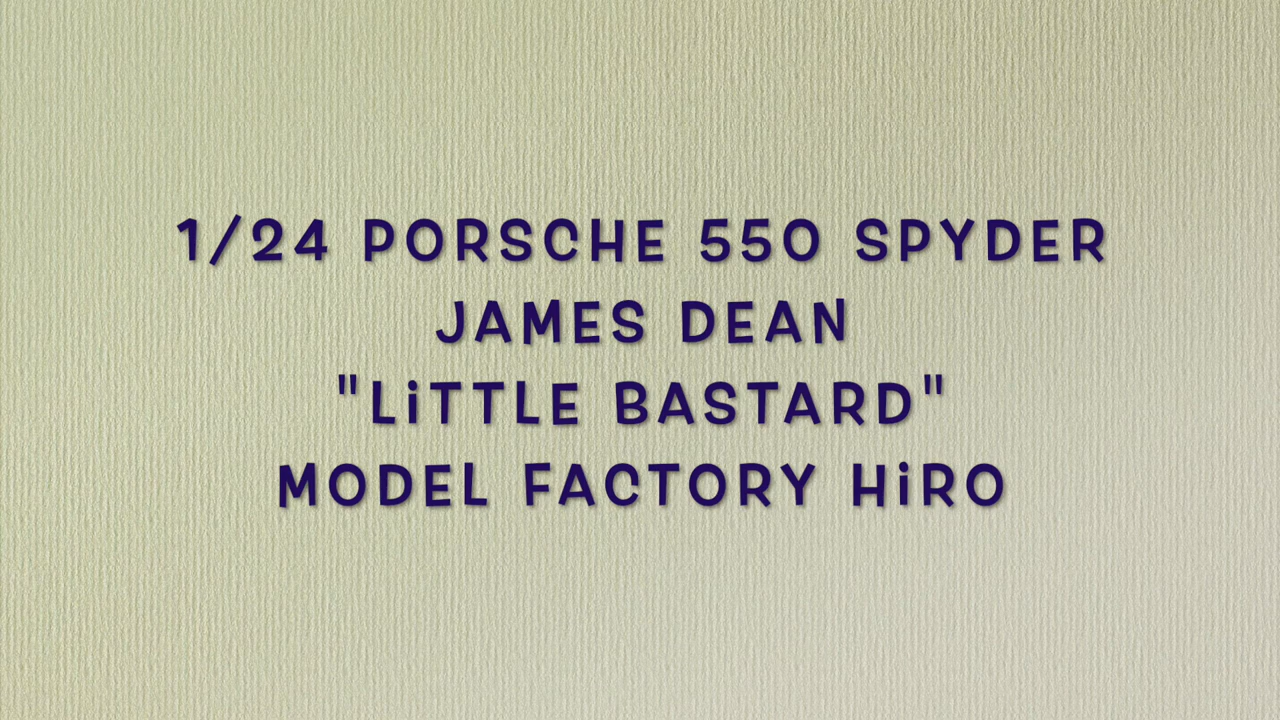 1/24 PORSCHE 550 SPYDER
JAMES DEAN
"LiTTLE BASTARD"
MODEL FACTORY HiRO